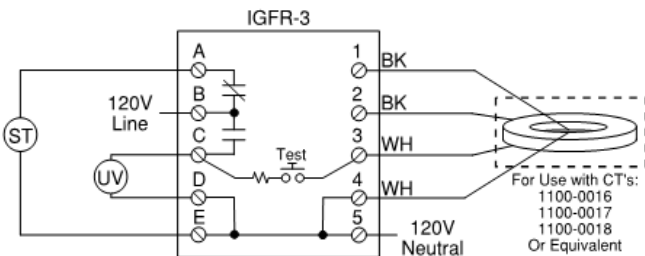 IGFR-3
A
1
BK
B
2
BK
120V
Line
C
3
WH
ST
Test
UV
D
4
WH
E
5
120V
Neutral
For Use with CT's:
1100-0016
1100-0017
1100-0018
Or Equivalent